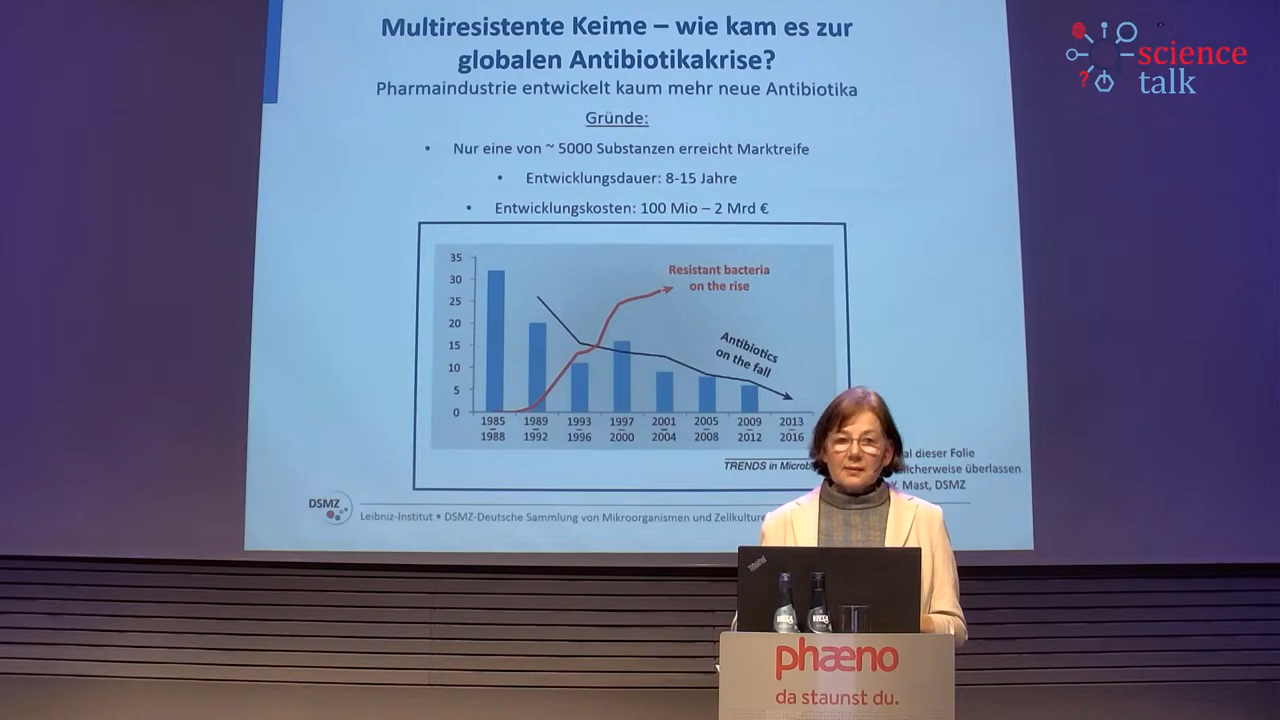 Multiresistente Keime – wie kam es zur
globalen Antibiotikakrise?
Pharmaindustrie entwickelt kaum mehr neue Antibiotika
Gründe:
• Nur eine von ~ 5000 Substanzen erreicht Marktreife
• Entwicklungsdauer: 8-15 Jahre
• Entwicklungskosten: 100 Mio – 2 Mrd €
35
30
25
20
15
10
5
0
Resistant bacteria
on the rise
Antibiotics
on the fall
1985 – 1988
1989 – 1992
1993 – 1996
1997 – 2000
2001 – 2004
2005 – 2008
2009 – 2012
2013 – 2016
TRENDS in
dieser Folie
überlassen
Mast, DSMZ
DSMZ
Leibniz-Institut • DSMZ-Deutsche Sammlung von Mikroorganismen und
science
talk
phæno
da staunst du.